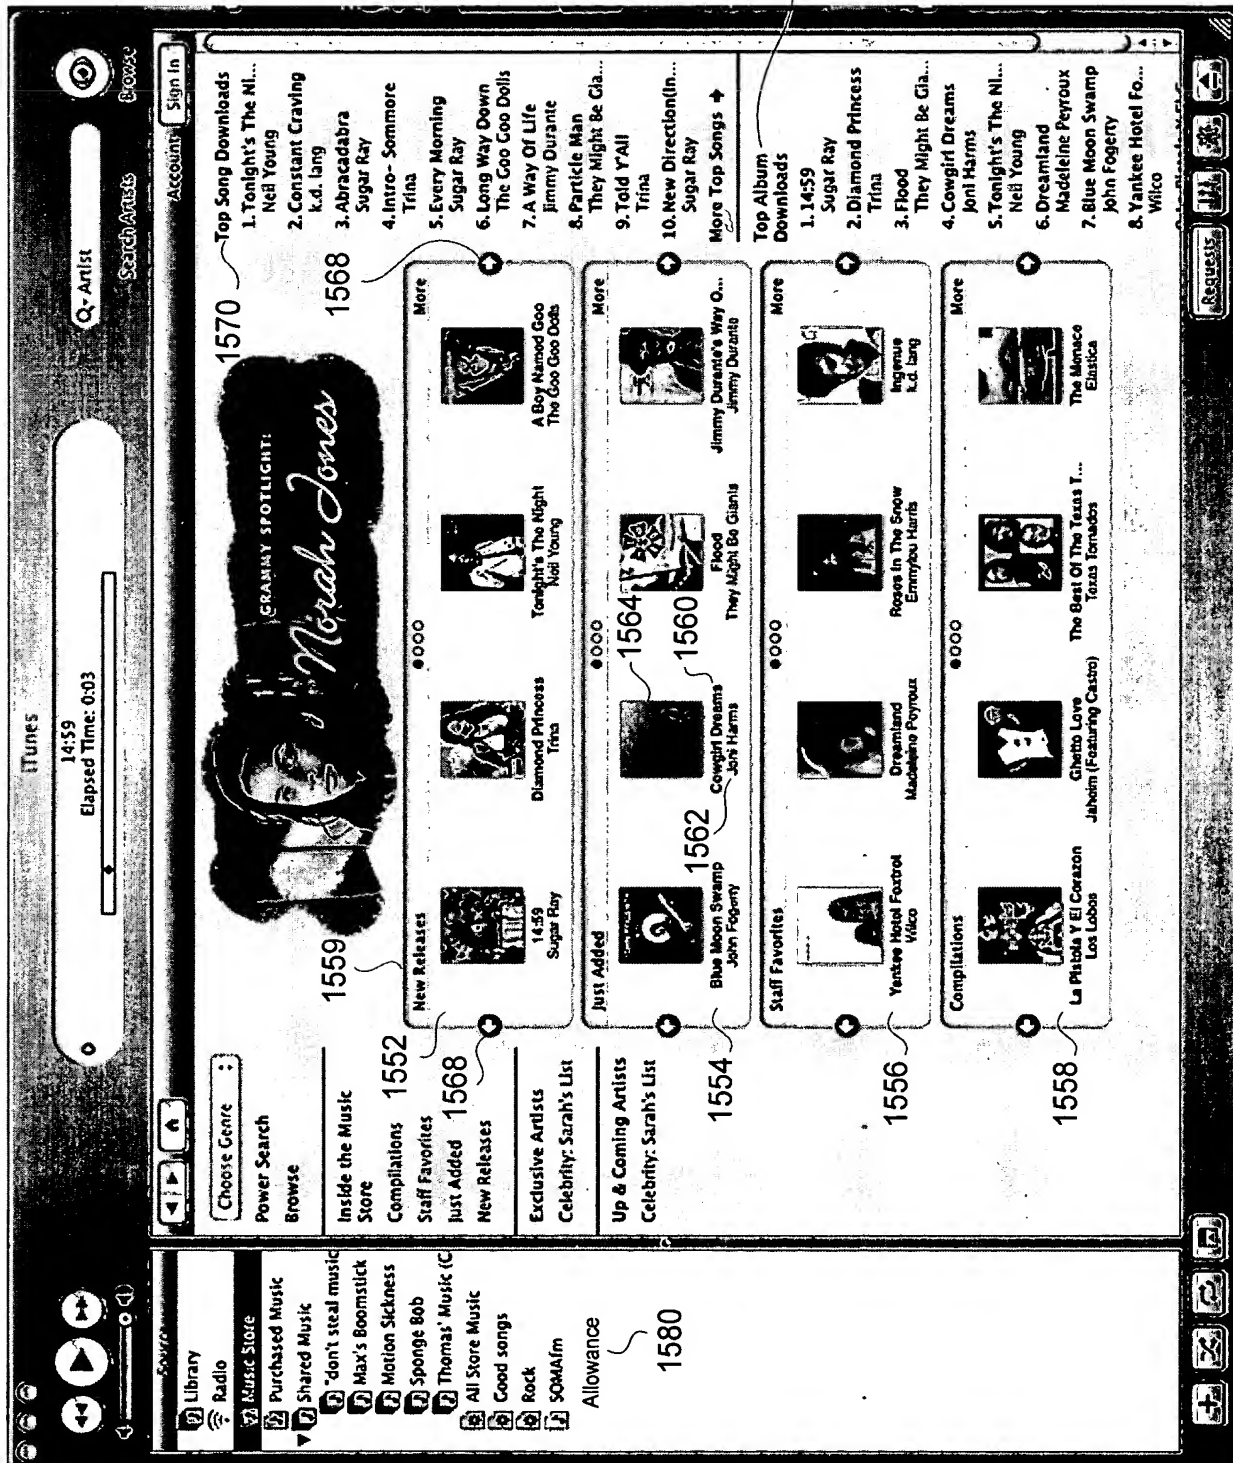 iTunes
14:59
Elapsed Time: 0:03
Q Artist
Search Artists
Browse
Source
Library
Radio
Music Store
Purchased Music
Shared Music
"don't steal music
Max's Boomstick
Motion Sickness
Sponge Bob
Thomas' Music (C
All Store Music
Good songs
Rock
SOMAfm
Allowance
1580
Account:
Sign In
Choose Genre
Power Search
Browse
Inside the Music
Store
Compilations
Staff Favorites
Just Added
New Releases
Exclusive Artists
Celebrity: Sarah's List
Up & Coming Artists
Celebrity: Sarah's List
1559
1552
1568
1554
1556
1558
GRAMMY SPOTLIGHT:
Norah Jones
New Releases
More
14:59
Sugar Ray
Diamond Princess
Trina
Tonight's The Night
Neil Young
A Boy Named Goo
The Goo Goo Dolls
Just Added
More
Blue Moon Swamp
John Fogerty
Cowgirl Dreams
Joni Harms
Flood
They Might Be Giants
Jimmy Durante's Way O...
Jimmy Durante
1562
1564
1560
Staff Favorites
More
Yankee Hotel Foxtrot
Wilco
Dreamland
Madeleine Peyroux
Roses In The Snow
Emmylou Harris
Ingenue
k.d. lang
Compilations
More
La Pistola Y El Corazon
Los Lobos
Ghetto Love
Jaheim (Featuring Castro)
The Best Of The Texas T...
Texas Tornados
The Menace
Elastica
1570
1568
Top Song Downloads
1. Tonight's The Ni...
Neil Young
2. Constant Craving
k.d. lang
3. Abracadabra
Sugar Ray
4. Intro- Sommore
Trina
5. Every Morning
Sugar Ray
6. Long Way Down
The Goo Goo Dolls
7. A Way Of Life
Jimmy Durante
8. Particle Man
They Might Be Gia...
9. Told Y'All
Trina
10. New Direction(In...
Sugar Ray
More Top Songs
Top Album
Downloads
1. 14:59
Sugar Ray
2. Diamond Princess
Trina
3. Flood
They Might Be Gia...
4. Cowgirl Dreams
Joni Harms
5. Tonight's The Ni...
Neil Young
6. Dreamland
Madeleine Peyroux
7. Blue Moon Swamp
John Fogerty
8. Yankee Hotel Fo...
Wilco
Requests